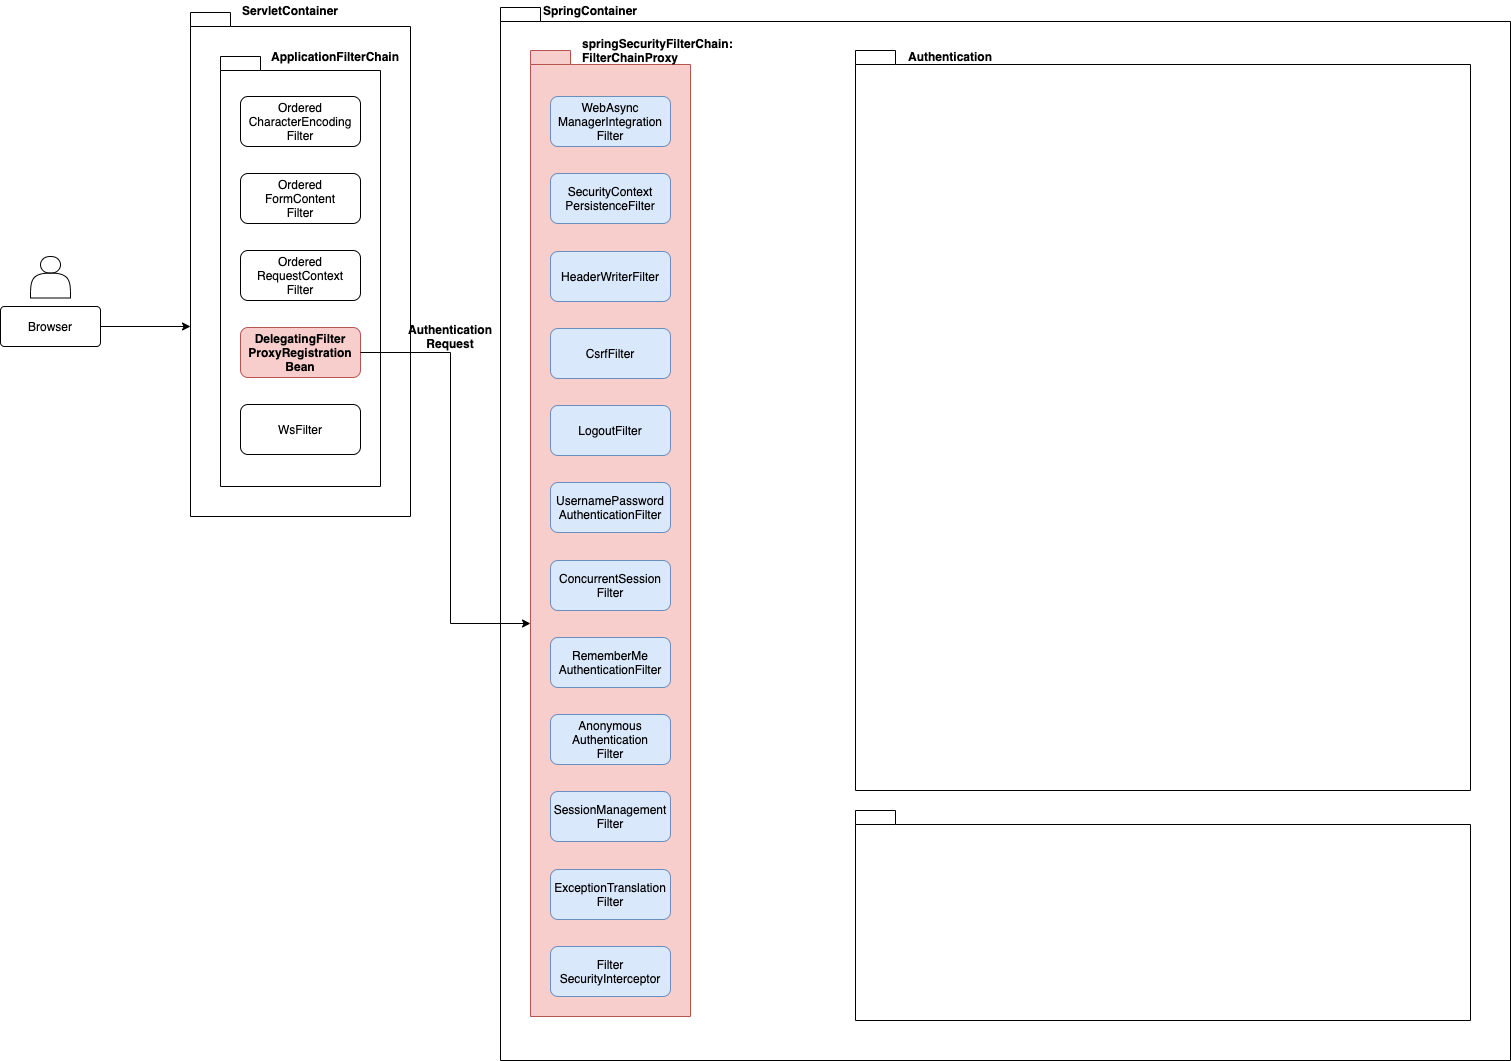 ServletContainer
ApplicationFilterChain
Ordered
CharacterEncoding
Filter
Ordered
FormContent
Filter
Ordered
RequestContext
Filter
Browser
DelegatingFilter
ProxyRegistration
Bean
WsFilter
Authentication
Request
SpringContainer
springSecurityFilterChain:
FilterChainProxy
WebAsync
ManagerIntegration
Filter
SecurityContext
PersistenceFilter
HeaderWriterFilter
CsrfFilter
LogoutFilter
UsernamePassword
AuthenticationFilter
ConcurrentSession
Filter
RememberMe
AuthenticationFilter
Anonymous
Authentication
Filter
SessionManagement
Filter
ExceptionTranslation
Filter
Filter
SecurityInterceptor
Authentication